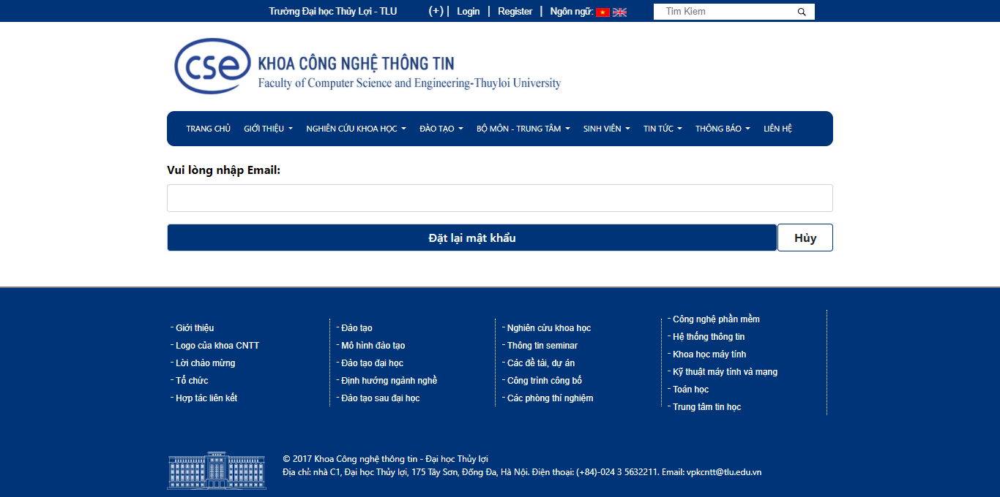 Trường Đại học Thủy Lợi - TLU (+) | Login | Register | Ngôn ngữ: Tim Kiem
cse
KHOA CÔNG NGHỆ THÔNG TIN
Faculty of Computer Science and Engineering-Thuyloi University
TRANG CHỦ GIỚI THIỆU NGHIÊN CỨU KHOA HỌC ĐÀO TẠO BỘ MÔN - TRUNG TÂM SINH VIÊN TIN TỨC THÔNG BÁO LIÊN HỆ
Vui lòng nhập Email:
Đặt lại mật khẩu Hủy
- Giới thiệu
- Logo của khoa CNTT
- Lời chào mừng
- Tổ chức
- Hợp tác liên kết
- Đào tạo
- Mô hình đào tạo
- Đào tạo đại học
- Định hướng ngành nghề
- Đào tạo sau đại học
- Nghiên cứu khoa học
- Thông tin seminar
- Các đề tài, dự án
- Công trình công bố
- Các phòng thí nghiệm
- Công nghệ phần mềm
- Hệ thống thông tin
- Khoa học máy tính
- Kỹ thuật máy tính và mạng
- Toán học
- Trung tâm tin học
© 2017 Khoa Công nghệ thông tin - Đại học Thủy lợi
Địa chỉ: nhà C1, Đại học Thủy lợi, 175 Tây Sơn, Đống Đa, Hà Nội. Điện thoại: (+84)-024 3 5632211. Email: vpkcntt@tlu.edu.vn